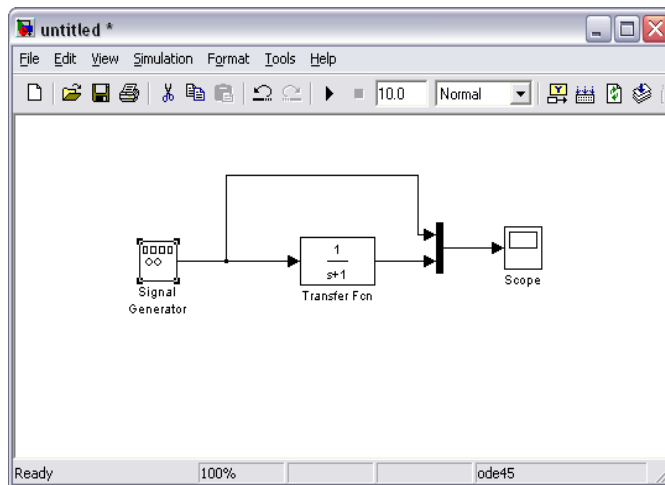 untitled *
File Edit View Simulation Format Tools Help
10.0 Normal
1
s+1
Signal
Generator
Transfer Fcn
Scope
Ready 100% ode45